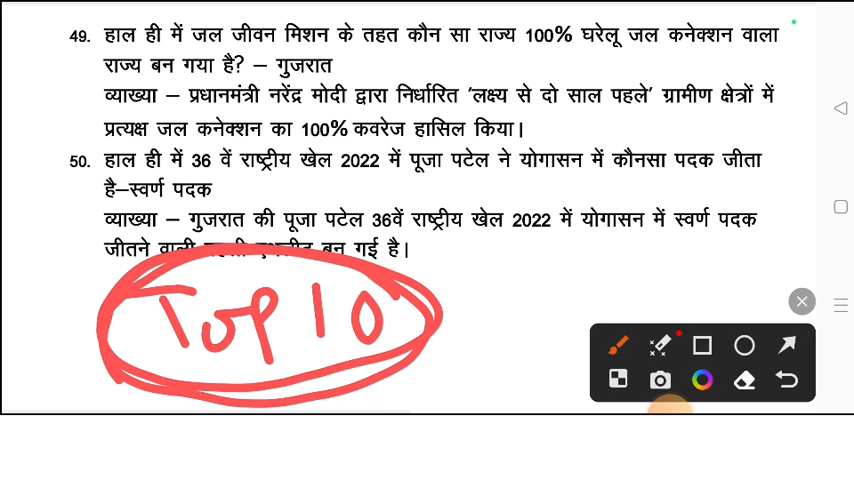 49. हाल ही में जल जीवन मिशन के तहत कौन सा राज्य 100% घरेलू जल कनेक्शन वाला
राज्य बन गया है? – गुजरात
व्याख्या – प्रधानमंत्री नरेंद्र मोदी द्वारा निर्धारित 'लक्ष्य से दो साल पहले' ग्रामीण क्षेत्रों में
प्रत्यक्ष जल कनेक्शन का 100% कवरेज हासिल किया।
50. हाल ही में 36 वें राष्ट्रीय खेल 2022 में पूजा पटेल ने योगासन में कौनसा पदक जीता
है–स्वर्ण पदक
व्याख्या – गुजरात की पूजा पटेल 36वें राष्ट्रीय खेल 2022 में योगासन में स्वर्ण पदक
जीतने वाली बन गई है।
Top 10